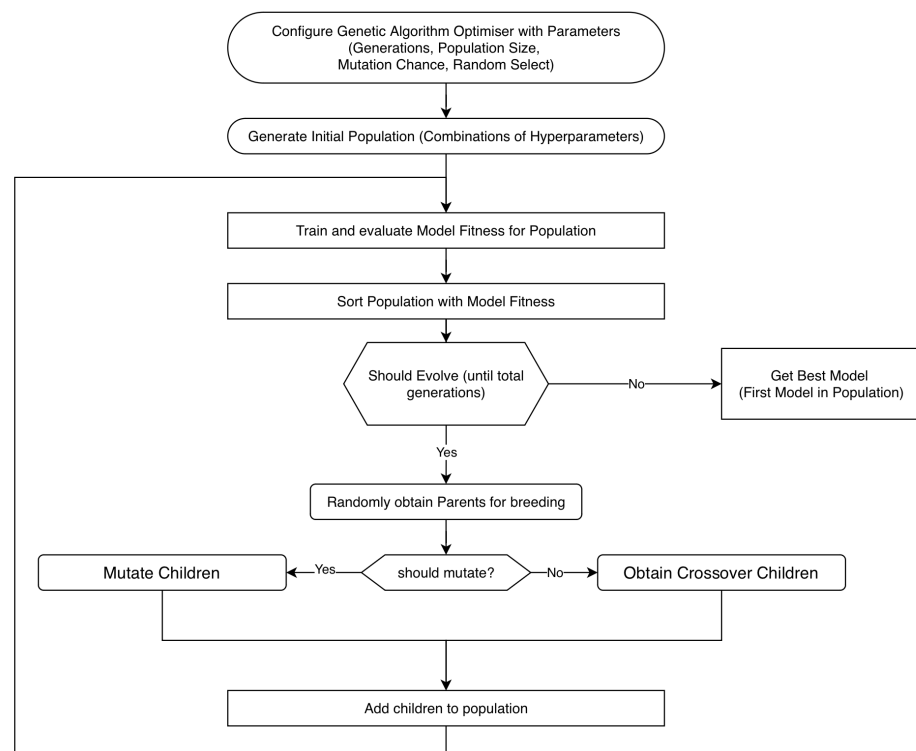 Configure Genetic Algorithm Optimiser with Parameters
(Generations, Population Size,
Mutation Chance, Random Select)
Generate Initial Population (Combinations of Hyperparameters)
Train and evaluate Model Fitness for Population
Sort Population with Model Fitness
Should Evolve (until total
generations)
No
Get Best Model
(First Model in Population)
Yes
Randomly obtain Parents for breeding
Mutate Children
Yes
should mutate?
No
Obtain Crossover Children
Add children to population